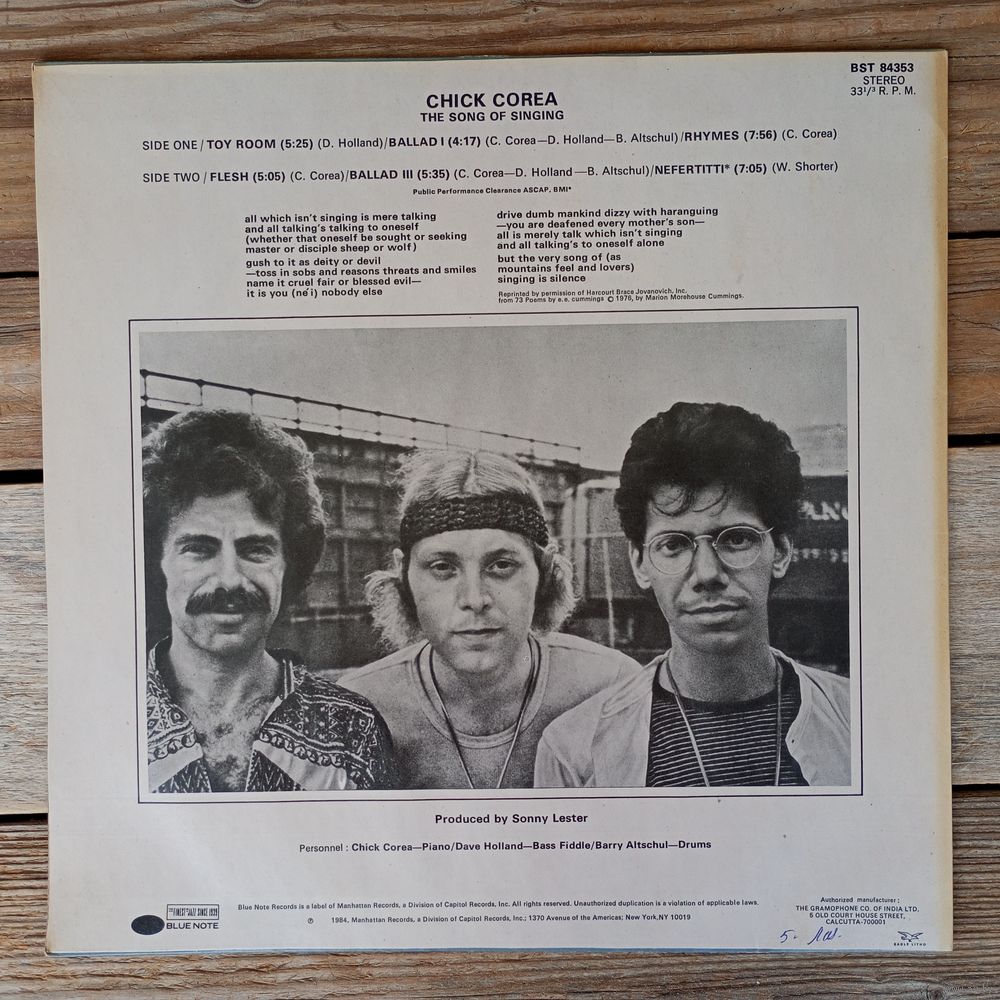 BST 84353
STEREO
33¹/³ R. P. M.
CHICK COREA
THE SONG OF SINGING
SIDE ONE / TOY ROOM (5:25) (D. Holland)/BALLAD I (4:17) (C. Corea—D. Holland—B. Altschul)/RHYMES (7:56) (C. Corea)
SIDE TWO / FLESH (5:05) (C. Corea)/BALLAD III (5:35) (C. Corea—D. Holland—B. Altschul)/NEFERTITTI* (7:05) (W. Shorter)
Public Performance Clearance ASCAP, BMI*
all which isn't singing is mere talking
and all talking's talking to oneself
(whether that oneself be sought or seeking
master or disciple sheep or wolf)
gush to it as deity or devil
—toss in sobs and reasons threats and smiles
name it cruel fair or blessed evil—
it is you (né i) nobody else
drive dumb mankind dizzy with haranguing
—you are deafened every mother's son—
all is merely talk which isn't singing
and all talking's to oneself alone
but the very song of (as
mountains feel and lovers)
singing is silence
Reprinted by permission of Harcourt Brace Jovanovich, Inc.
from 73 Poems by e.e. cummings © 1976, by Marion Morehouse Cummings.
Produced by Sonny Lester
Personnel : Chick Corea—Piano/Dave Holland—Bass Fiddle/Barry Altschul—Drums
THE FINEST IN JAZZ SINCE 1939
BLUE NOTE
Blue Note Records is a label of Manhattan Records, a Division of Capitol Records, Inc. All rights reserved. Unauthorized duplication is a violation of applicable laws.
℗ 1984, Manhattan Records, a Division of Capitol Records, Inc.; 1370 Avenue of the Americas; New York, NY 10019
Authorized manufacturer :
THE GRAMOPHONE CO. OF INDIA LTD.
5 OLD COURT HOUSE STREET,
CALCUTTA-700001
EAGLE LITHO